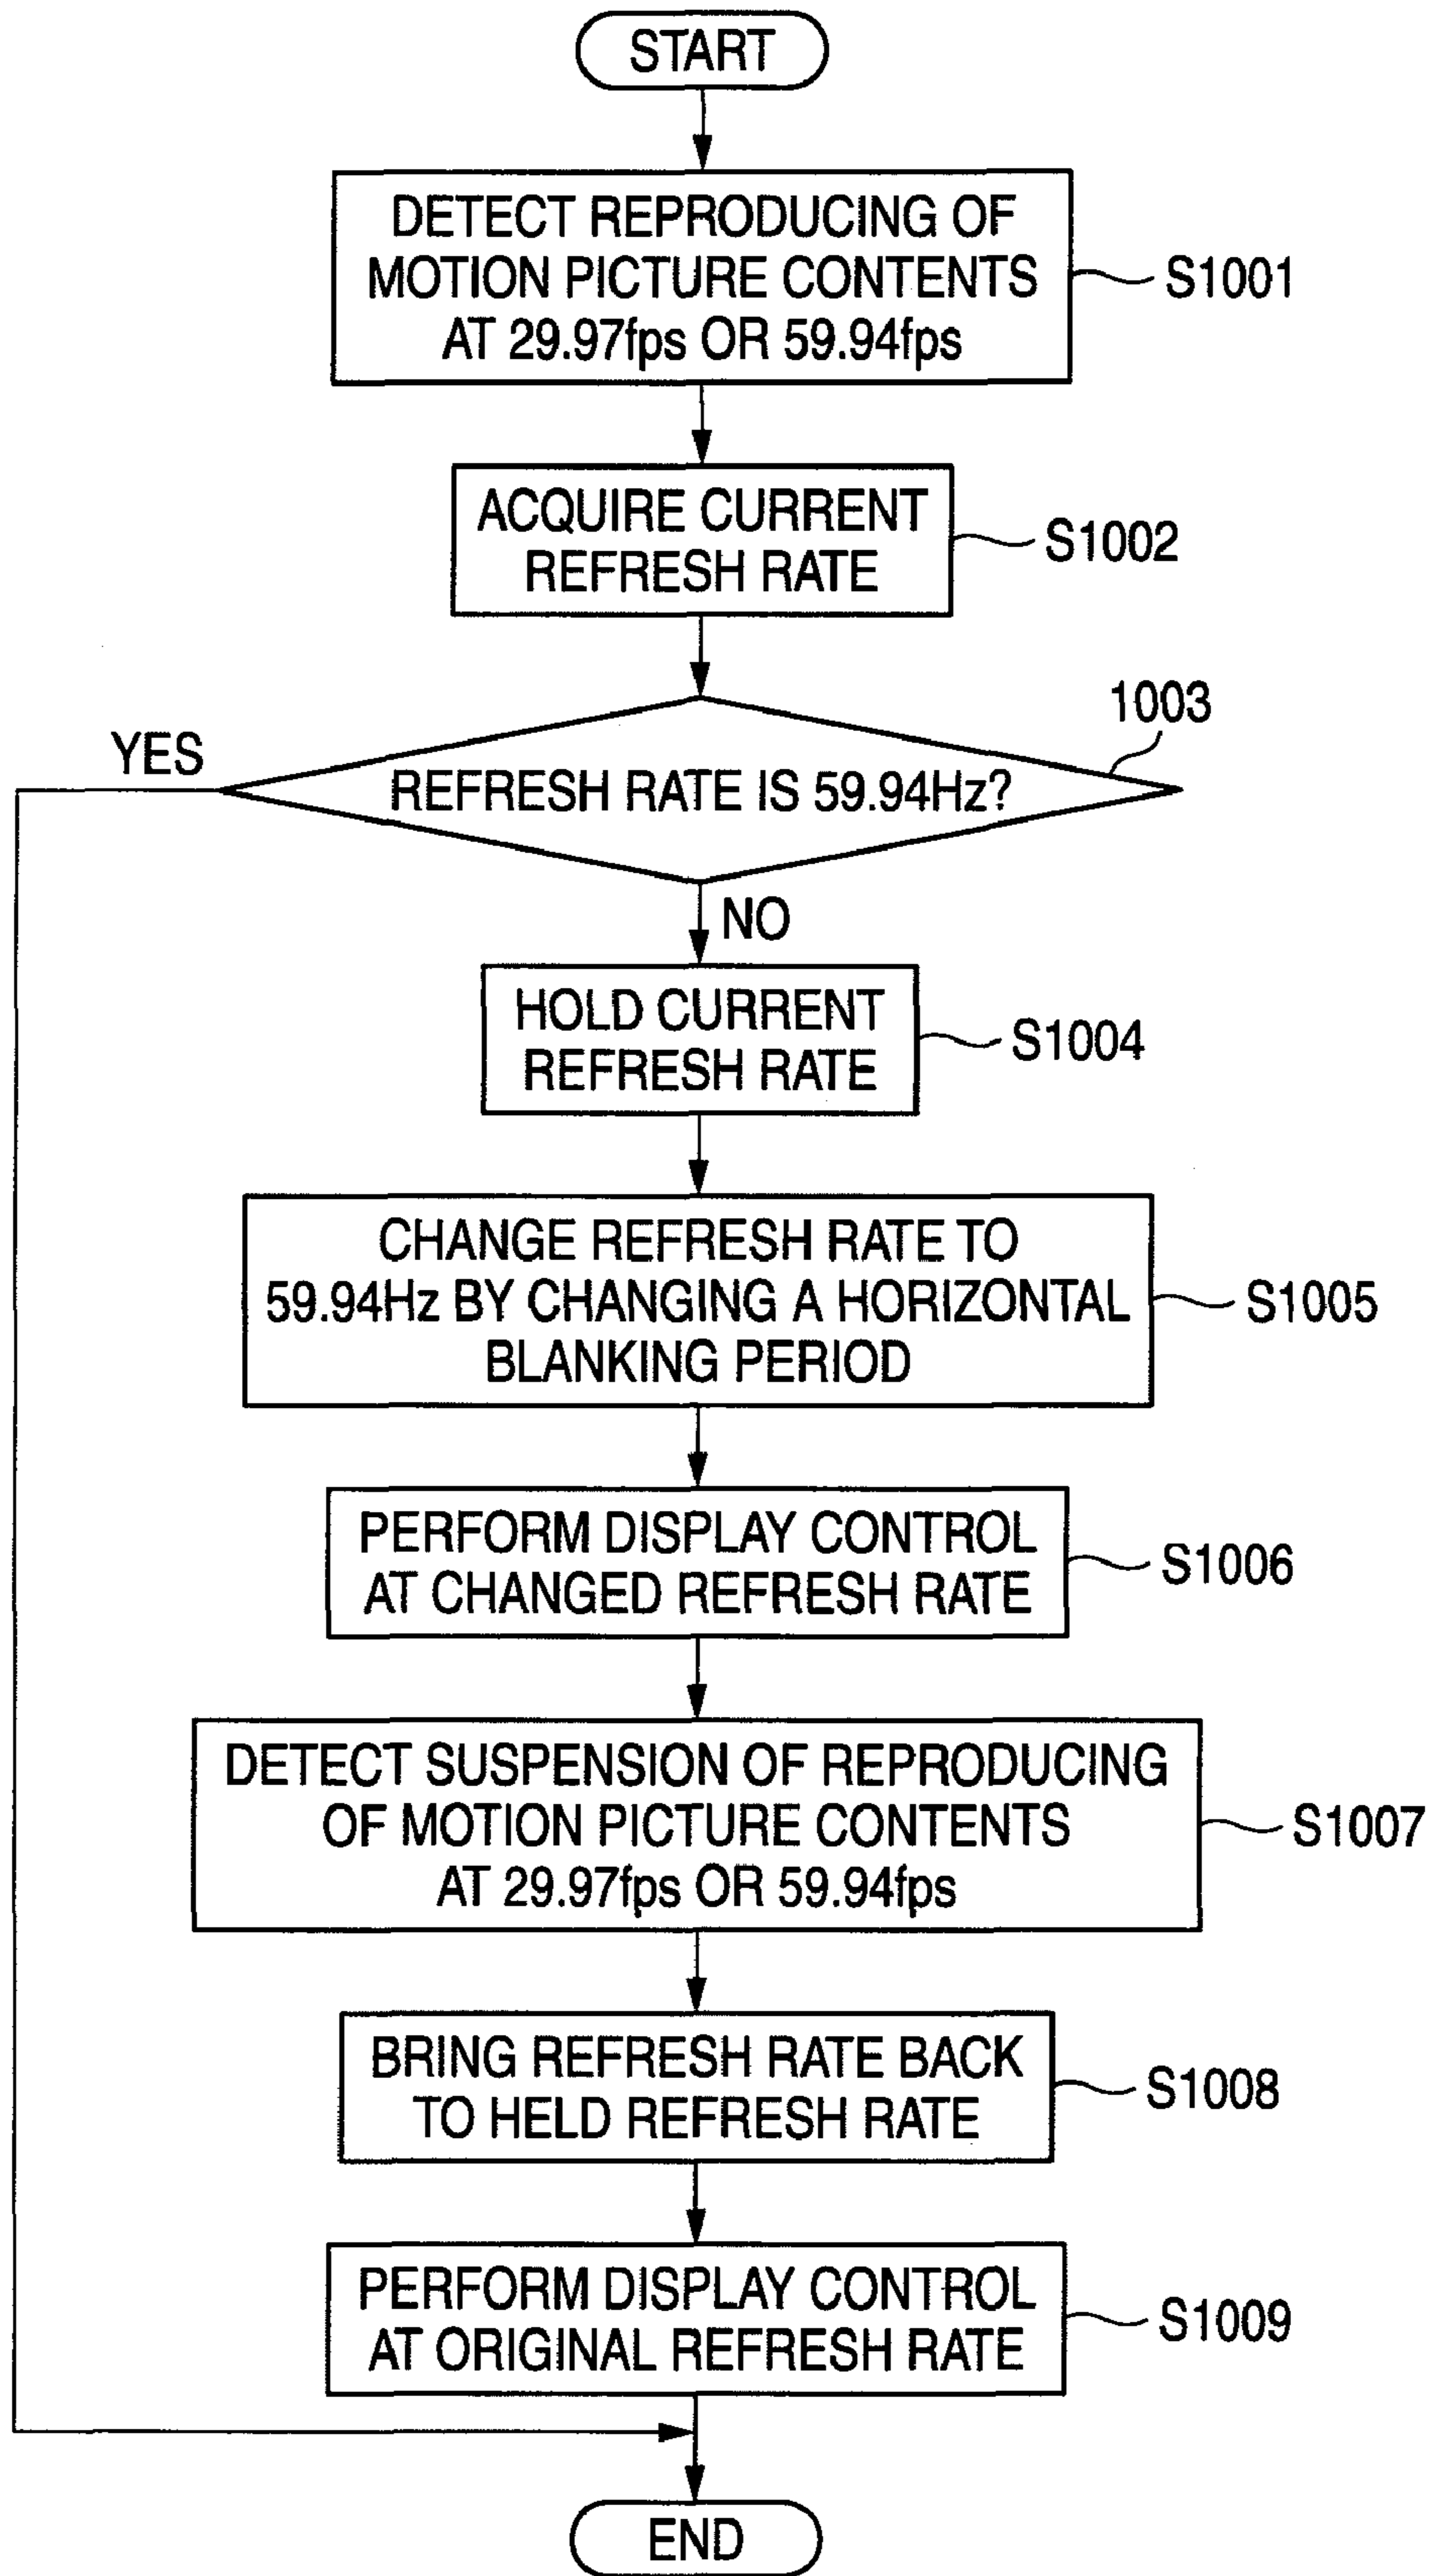 START
DETECT REPRODUCING OF
MOTION PICTURE CONTENTS
AT 29.97fps OR 59.94fps
S1001
ACQUIRE CURRENT
REFRESH RATE
S1002
1003
YES
REFRESH RATE IS 59.94Hz?
NO
HOLD CURRENT
REFRESH RATE
S1004
CHANGE REFRESH RATE TO
59.94Hz BY CHANGING A HORIZONTAL
BLANKING PERIOD
S1005
PERFORM DISPLAY CONTROL
AT CHANGED REFRESH RATE
S1006
DETECT SUSPENSION OF REPRODUCING
OF MOTION PICTURE CONTENTS
AT 29.97fps OR 59.94fps
S1007
BRING REFRESH RATE BACK
TO HELD REFRESH RATE
S1008
PERFORM DISPLAY CONTROL
AT ORIGINAL REFRESH RATE
S1009
END